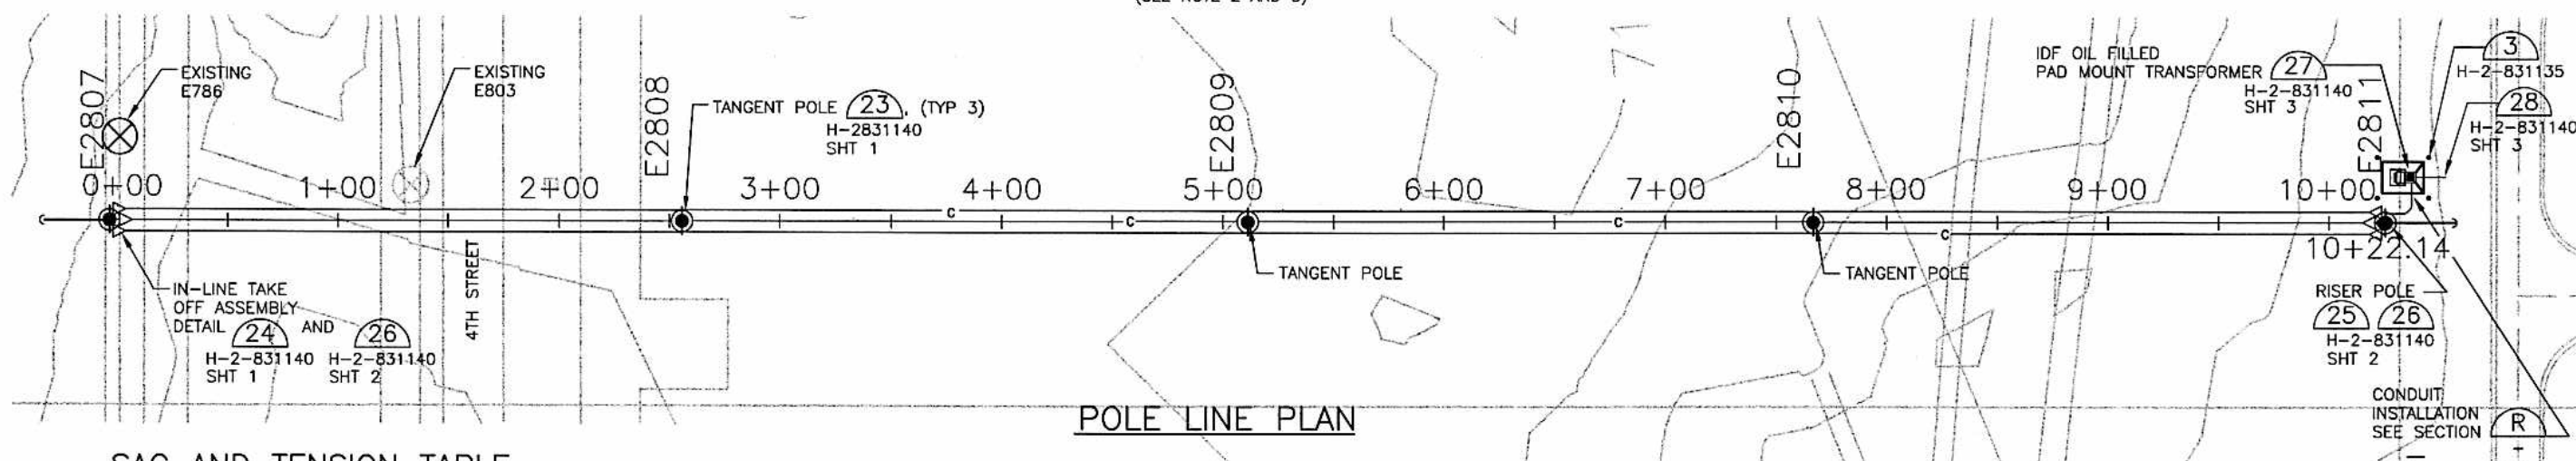 E2807
EXISTING
E786
EXISTING
E803
E2808
TANGENT POLE 23, (TYP 3)
H-2831140
SHT 1
E2809
E2810
IDF OIL FILLED
PAD MOUNT TRANSFORMER 27
H-2-831140
SHT 3
3
H-2-831135
28
H-2-831140
SHT 3
E2811
0+00
1+00
2+00
3+00
4+00
5+00
6+00
7+00
8+00
9+00
10+00
C
C
C
C
10+22.14
IN-LINE TAKE
OFF ASSEMBLY
DETAIL 24 AND 26
H-2-831140 H-2-831140
SHT 1 SHT 2
4TH STREET
TANGENT POLE
TANGENT POLE
RISER POLE
25 26
H-2-831140
SHT 2
CONDUIT
INSTALLATION
SEE SECTION R
POLE LINE PLAN
SAG AND TENSION TABLE